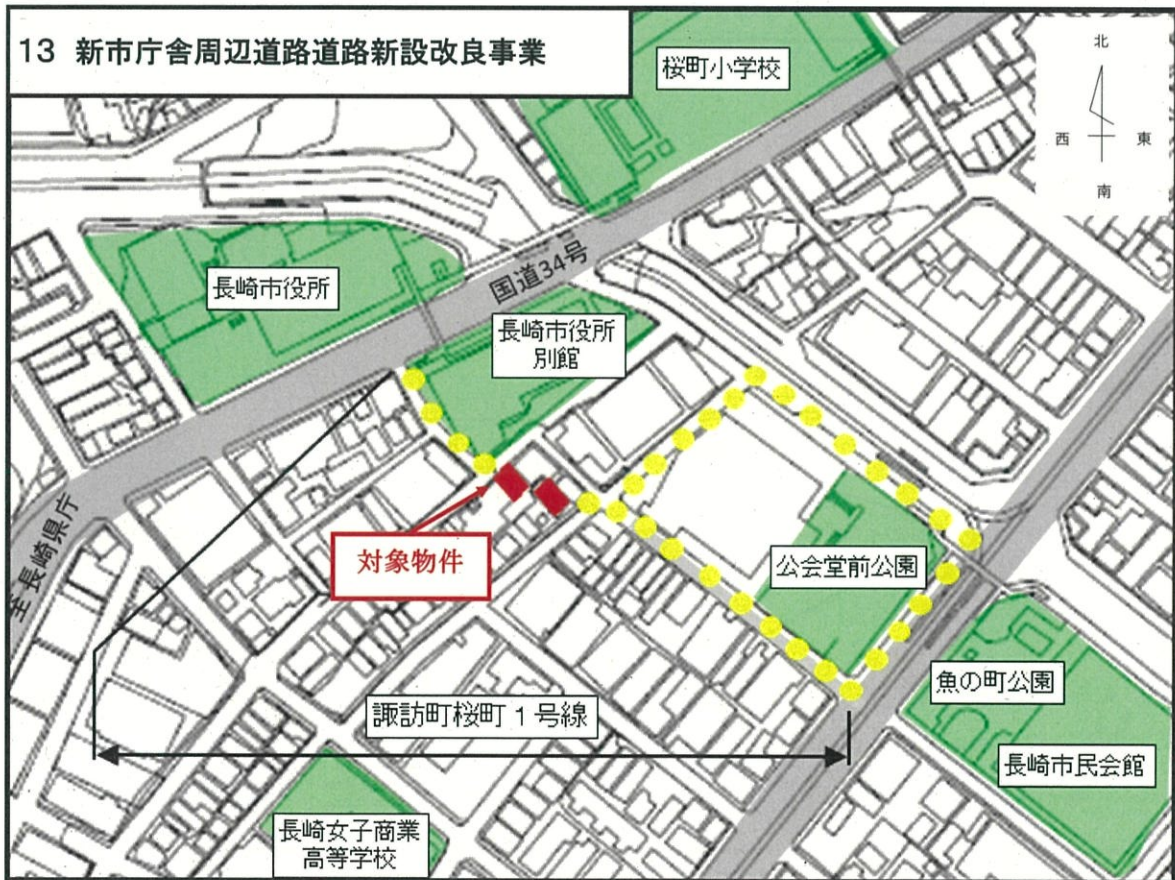 13 新市庁舎周辺道路道路新設改良事業
桜町小学校
北
西
東
南
長崎市役所
国道34号
長崎市役所
別館
至 長崎県庁
対象物件
公会堂前公園
魚の町公園
諏訪町桜町1号線
長崎市民会館
長崎女子商業
高等学校